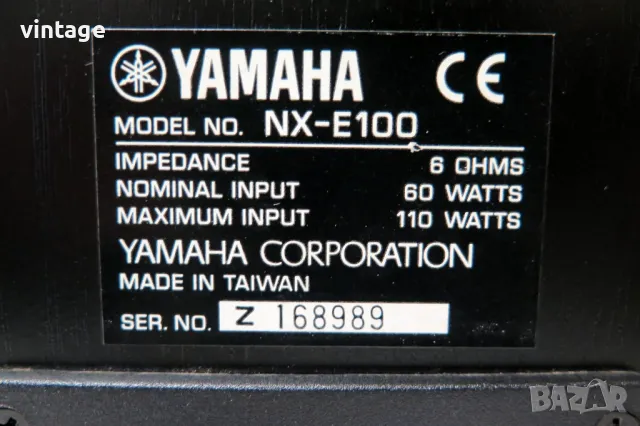 vintage
YAMAHA CE
MODEL NO. NX-E100
IMPEDANCE 6 OHMS
NOMINAL INPUT 60 WATTS
MAXIMUM INPUT 110 WATTS
YAMAHA CORPORATION
MADE IN TAIWAN
SER. NO. Z 168989
BAZAR